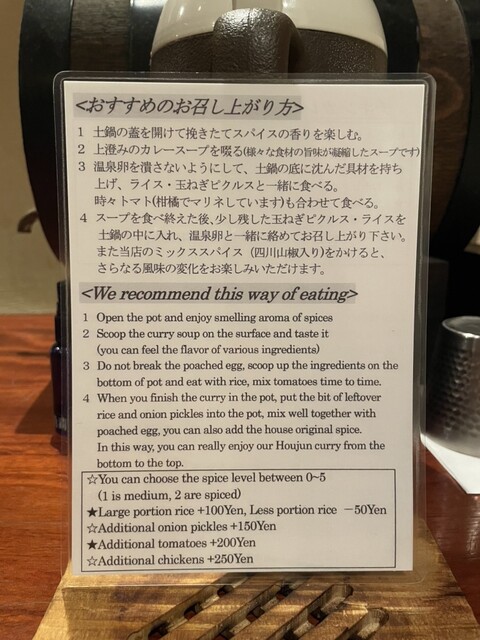 <おすすめのお召し上がり方>
1 土鍋の蓋を開けて挽きたてスパイスの香りを楽しむ。
2 上澄みのカレースープを啜る(様々な食材の旨味が凝縮したスープです)
3 温泉卵を潰さないようにして、土鍋の底に沈んだ具材を持ち
上げ、ライス・玉ねぎピクルスと一緒に食べる。
時々トマト(柑橘でマリネしています)も合わせて食べる。
4 スープを食べ終えた後、少し残した玉ねぎピクルス・ライスを
土鍋の中に入れ、温泉卵と一緒に絡めてお召し上がり下さい。
また当店のミックススパイス (四川山椒入り)をかけると、
さらなる風味の変化をお楽しみいただけます。
<We recommend this way of eating>
1 Open the pot and enjoy smelling aroma of spices
2 Scoop the curry soup on the surface and taste it
(you can feel the flavor of various ingredients)
3 Do not break the poached egg, scoop up the ingredients on the
bottom of pot and eat with rice, mix tomatoes time to time.
4 When you finish the curry in the pot, put the bit of leftover
rice and onion pickles into the pot, mix well together with
poached egg, you can also add the house original spice.
In this way, you can really enjoy our Houjun curry from the
bottom to the top.
☆You can choose the spice level between 0~5
(1 is medium, 2 are spiced)
★Large portion rice +100Yen, Less portion rice －50Yen
☆Additional onion pickles +150Yen
★Additional tomatoes +200Yen
☆Additional chickens +250Yen